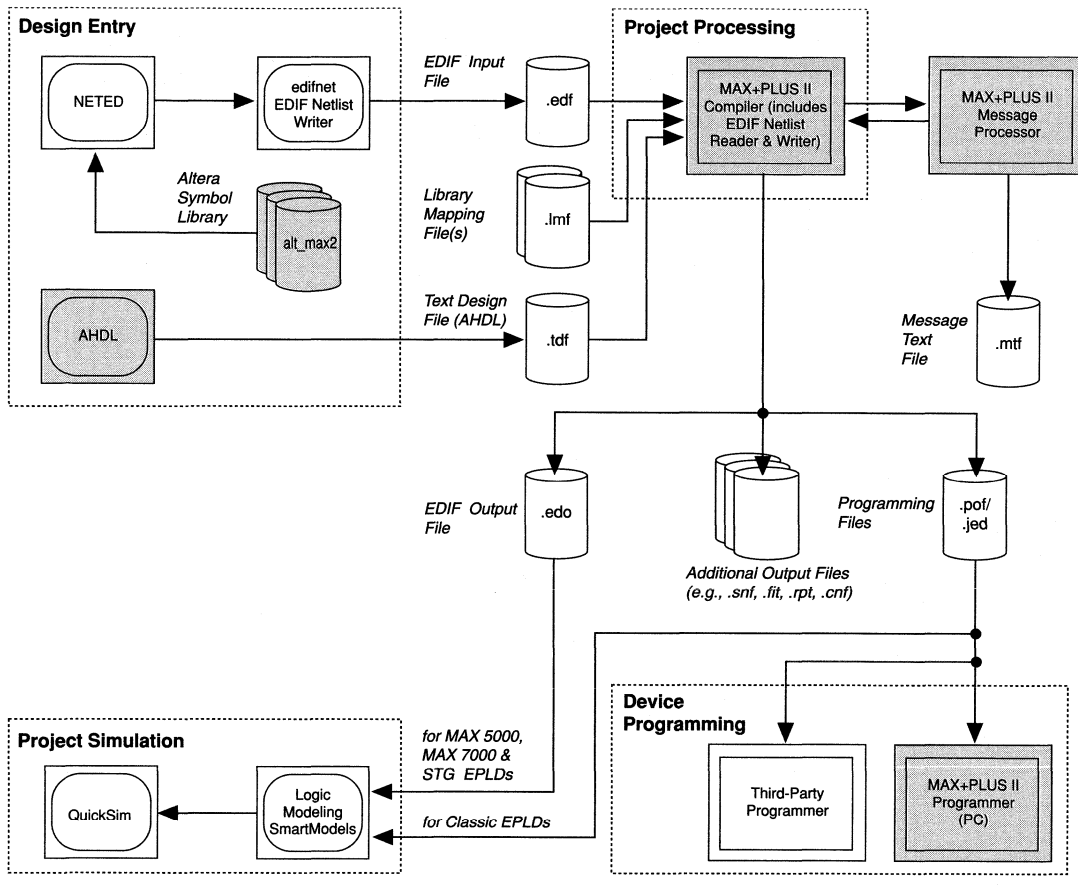 Design Entry
NETED
edifnet
EDIF Netlist
Writer
Altera
Symbol
Library
alt_max2
AHDL
EDIF Input
File
.edf
Library
Mapping
File(s)
.lmf
Text Design
File (AHDL)
.tdf
Project Processing
MAX+PLUS II
Compiler (includes
EDIF Netlist
Reader & Writer)
MAX+PLUS II
Message
Processor
Message
Text
File
.mtf
EDIF Output
File
.edo
Additional Output Files
(e.g., .snf, .fit, .rpt, .cnf)
Programming
Files
.pof/
.jed
Project Simulation
QuickSim
Logic
Modeling
SmartModels
for MAX 5000,
MAX 7000 &
STG EPLDs
for Classic EPLDs
Device
Programming
Third-Party
Programmer
MAX+PLUS II
Programmer
(PC)